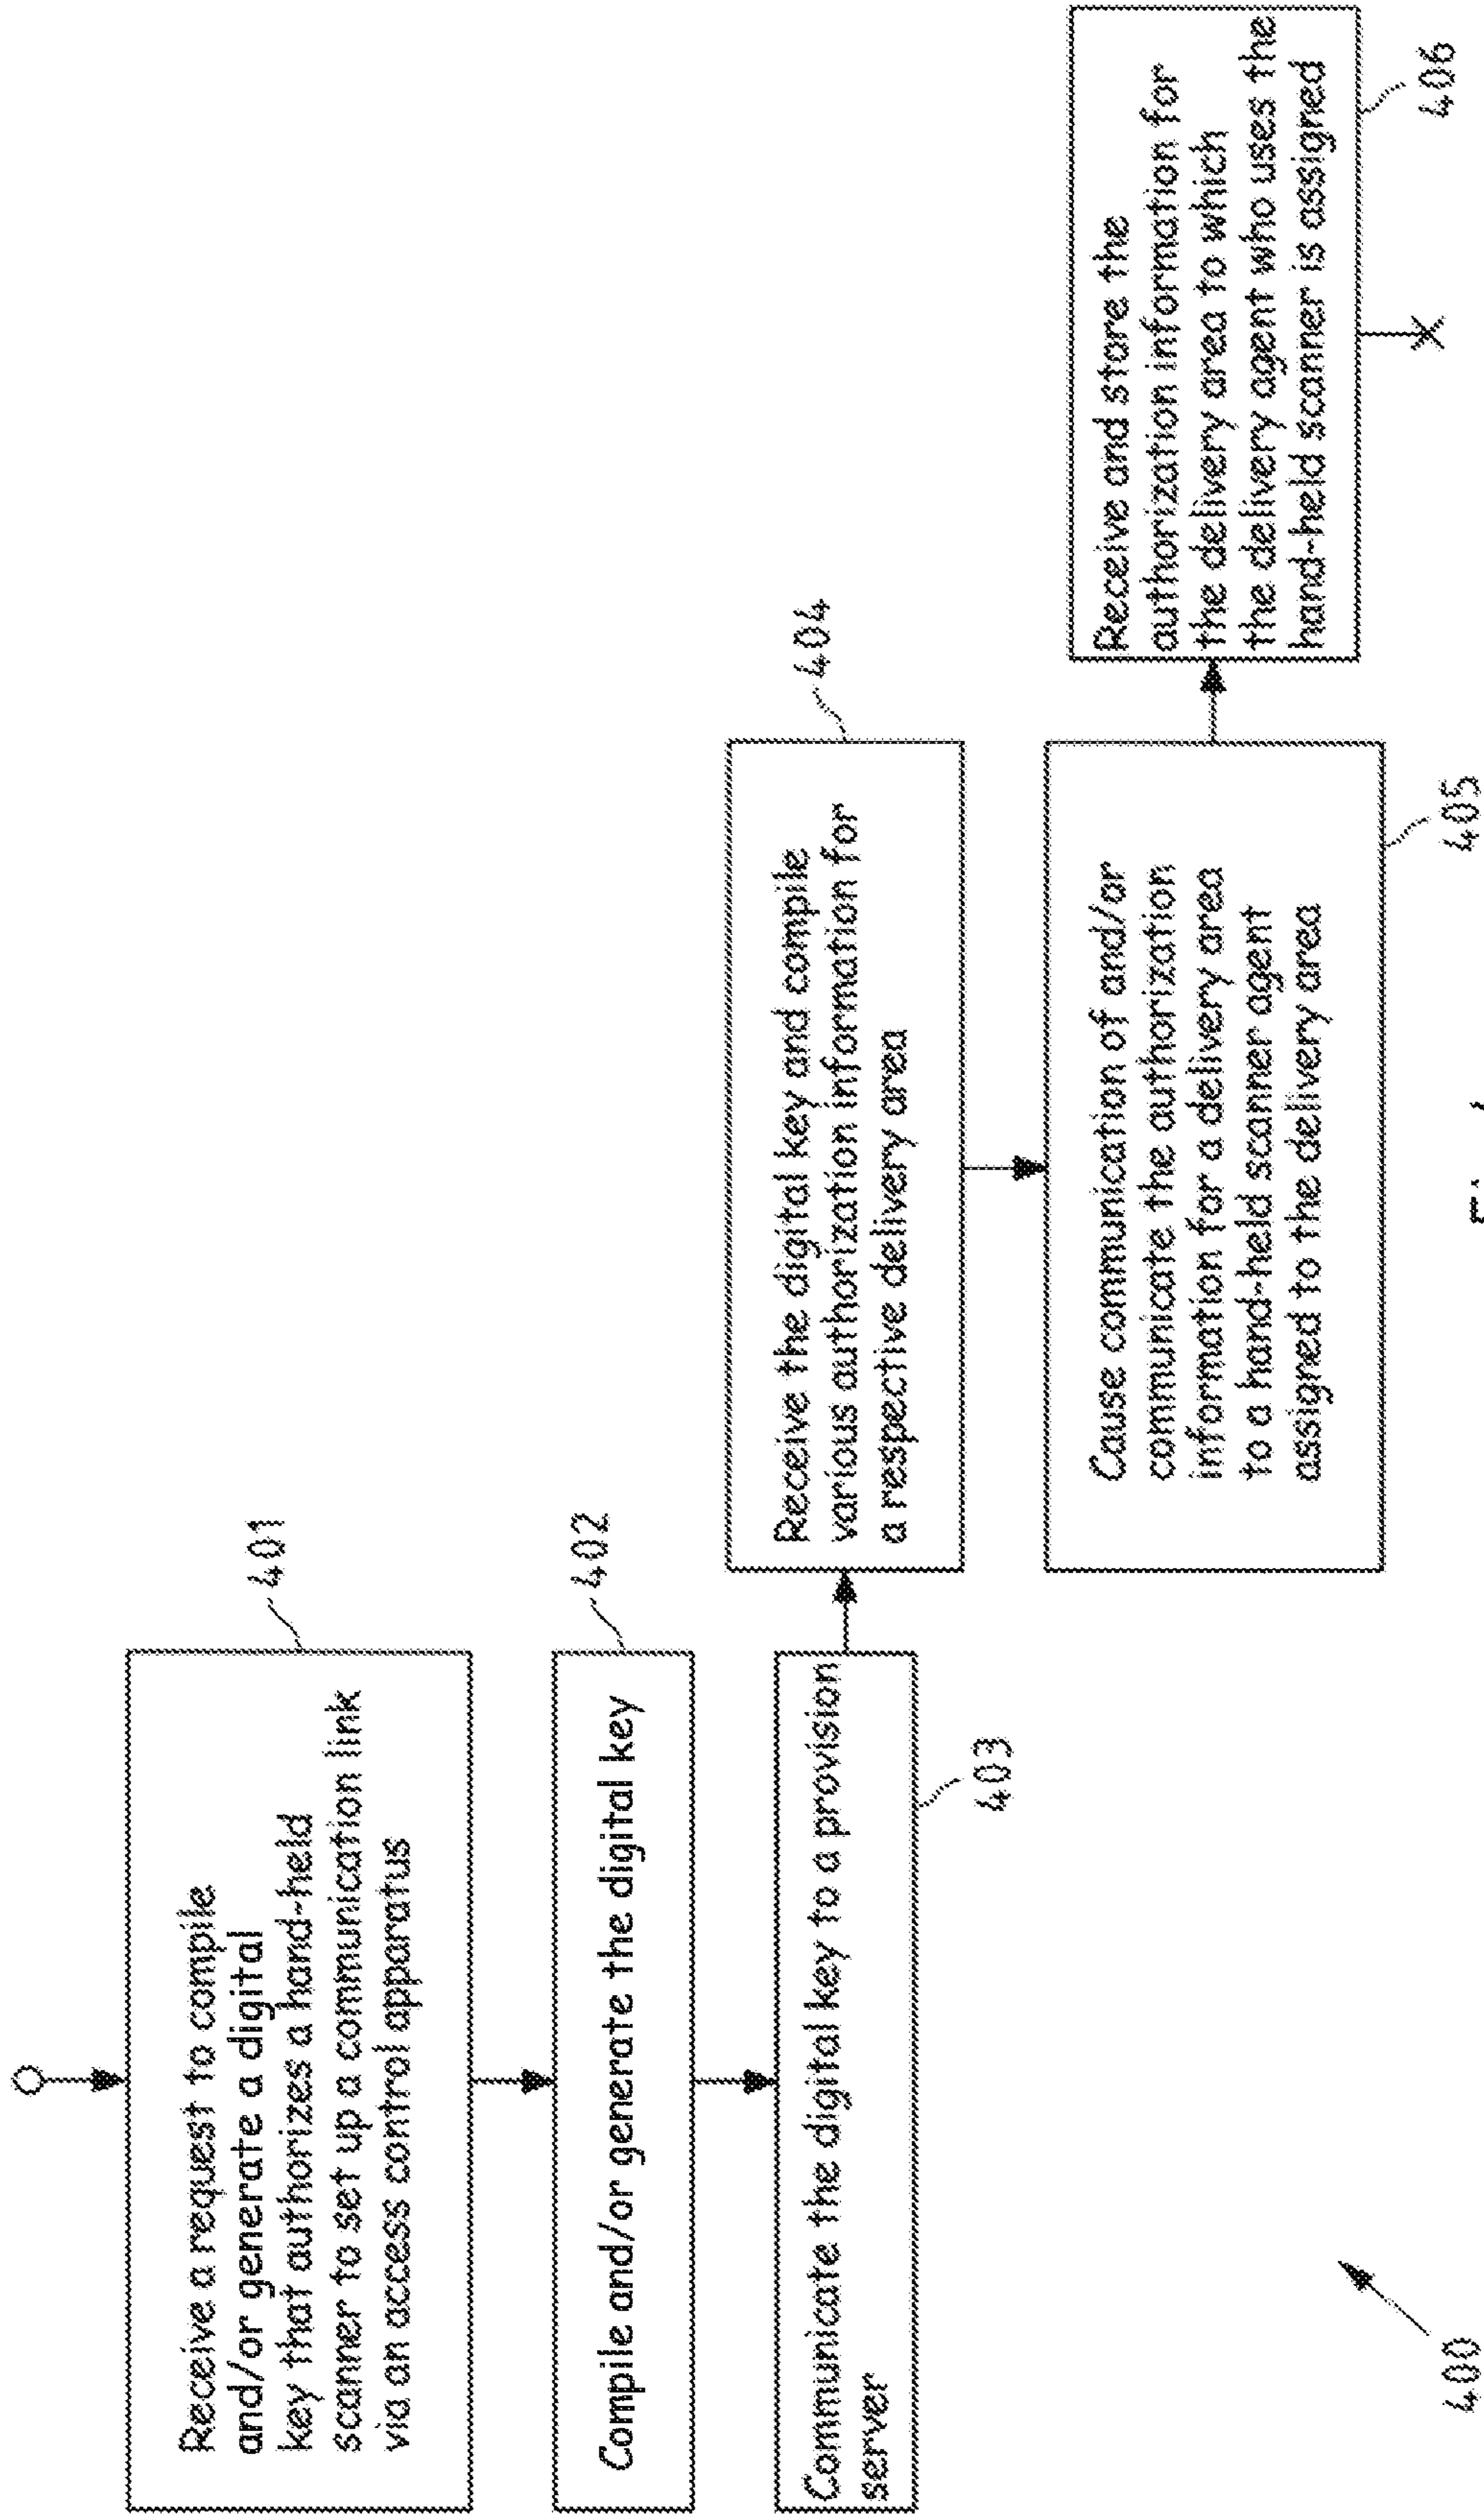 Receive a request to compile
and/or generate a digital
key that authorizes a hand-held
scanner to set up a communication link
via an access control apparatus
401
Compile and/or generate the digital key
402
Communicate the digital key to a provision
server
403
Receive the digital key and compile
various authorization information for
a respective delivery area
404
Cause communication of and/or
communicate the authorization
information for a delivery area
to a hand-held scanner agent
assigned to the delivery area
405
Receive and store the
authorization information for
the delivery area to which
the delivery agent who uses the
hand-held scanner is assigned
406
400